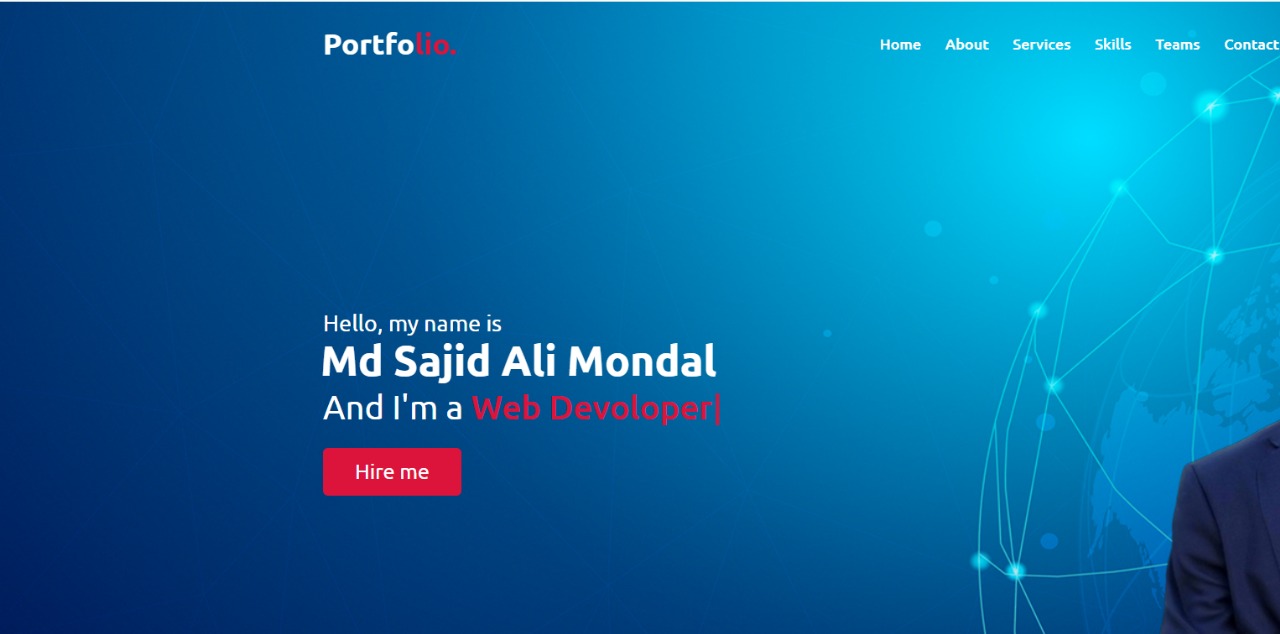 Portfolio.
Home About Services Skills Teams Contact
Hello, my name is
Md Sajid Ali Mondal
And I'm a Web Devoloper|
Hire me